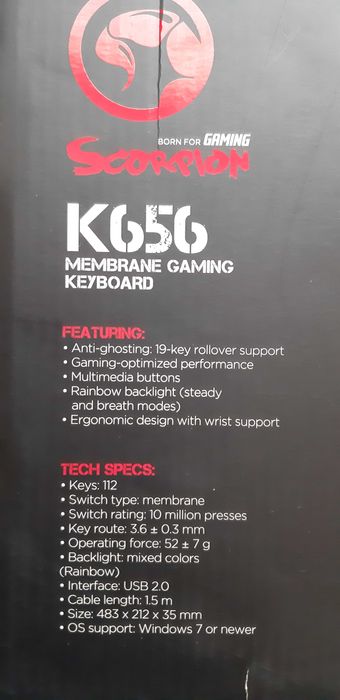 BORN FOR GAMING
SCORPION
K656
MEMBRANE GAMING
KEYBOARD
FEATURING:
• Anti-ghosting: 19-key rollover support
• Gaming-optimized performance
• Multimedia buttons
• Rainbow backlight (steady
and breath modes)
• Ergonomic design with wrist support
TECH SPECS:
• Keys: 112
• Switch type: membrane
• Switch rating: 10 million presses
• Key route: 3.6 ± 0.3 mm
• Operating force: 52 ± 7 g
• Backlight: mixed colors
(Rainbow)
• Interface: USB 2.0
• Cable length: 1.5 m
• Size: 483 x 212 x 35 mm
• OS support: Windows 7 or newer